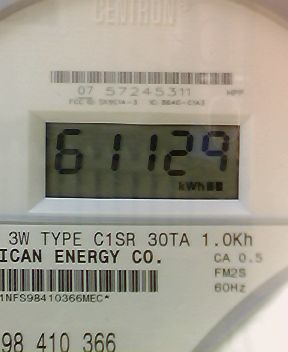 CENTRON
07 57245311
61129
kWh
3W TYPE C1SR 30TA 1.0Kh
ICAN ENERGY CO.
CA 0.5
FM2S
60Hz
1NFS98410366MEC*
98 410 366